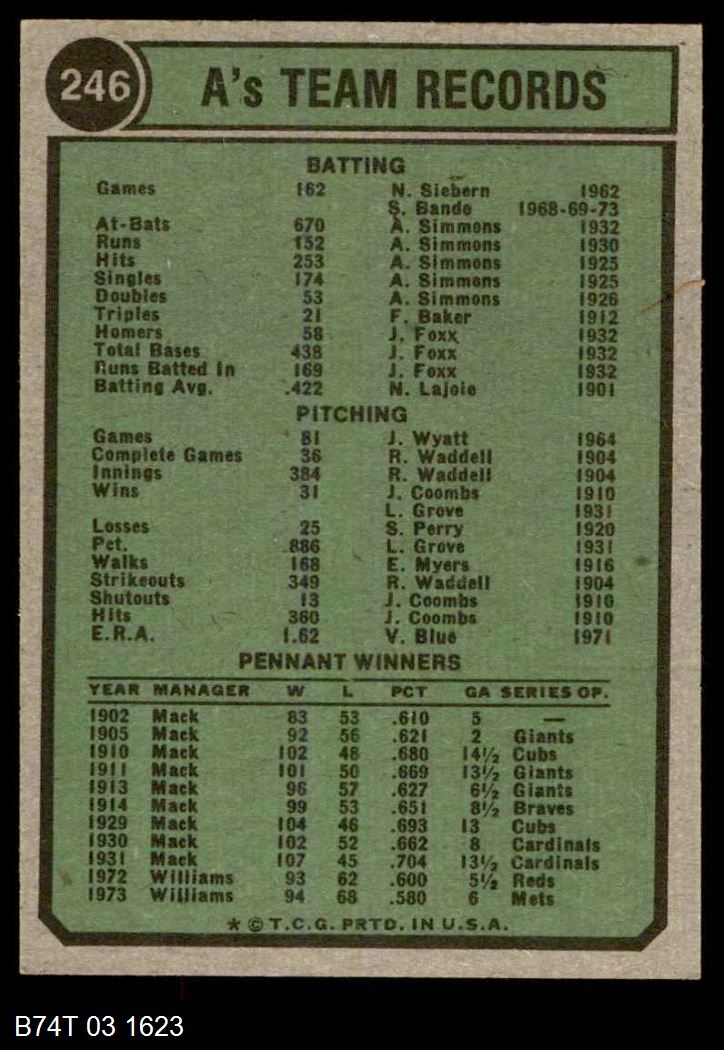 246 A's TEAM RECORDS
BATTING
Games 162 N. Siebern 1962
S. Bando 1968-69-73
At-Bats 670 A. Simmons 1932
Runs 152 A. Simmons 1930
Hits 253 A. Simmons 1925
Singles 174 A. Simmons 1925
Doubles 53 A. Simmons 1926
Triples 21 F. Baker 1912
Homers 58 J. Foxx 1932
Total Bases 438 J. Foxx 1932
Runs Batted In 169 J. Foxx 1932
Batting Avg. .422 N. Lajoie 1901
PITCHING
Games 81 J. Wyatt 1964
Complete Games 36 R. Waddell 1904
Innings 384 R. Waddell 1904
Wins 31 J. Coombs 1910
L. Grove 1931
Losses 25 S. Perry 1920
Pct. .886 L. Grove 1931
Walks 168 E. Myers 1916
Strikeouts 349 R. Waddell 1904
Shutouts 13 J. Coombs 1910
Hits 360 J. Coombs 1910
E.R.A. 1.62 V. Blue 1971
PENNANT WINNERS
YEAR MANAGER W L PCT GA SERIES OP.
1902 Mack 83 53 .610 5 —
1905 Mack 92 56 .621 2 Giants
1910 Mack 102 48 .680 14½ Cubs
1911 Mack 101 50 .669 13½ Giants
1913 Mack 96 57 .627 6½ Giants
1914 Mack 99 53 .651 8½ Braves
1929 Mack 104 46 .693 13 Cubs
1930 Mack 102 52 .662 8 Cardinals
1931 Mack 107 45 .704 13½ Cardinals
1972 Williams 93 62 .600 5½ Reds
1973 Williams 94 68 .580 6 Mets
* © T.C.G. PRTD. IN U.S.A.
B74T 03 1623